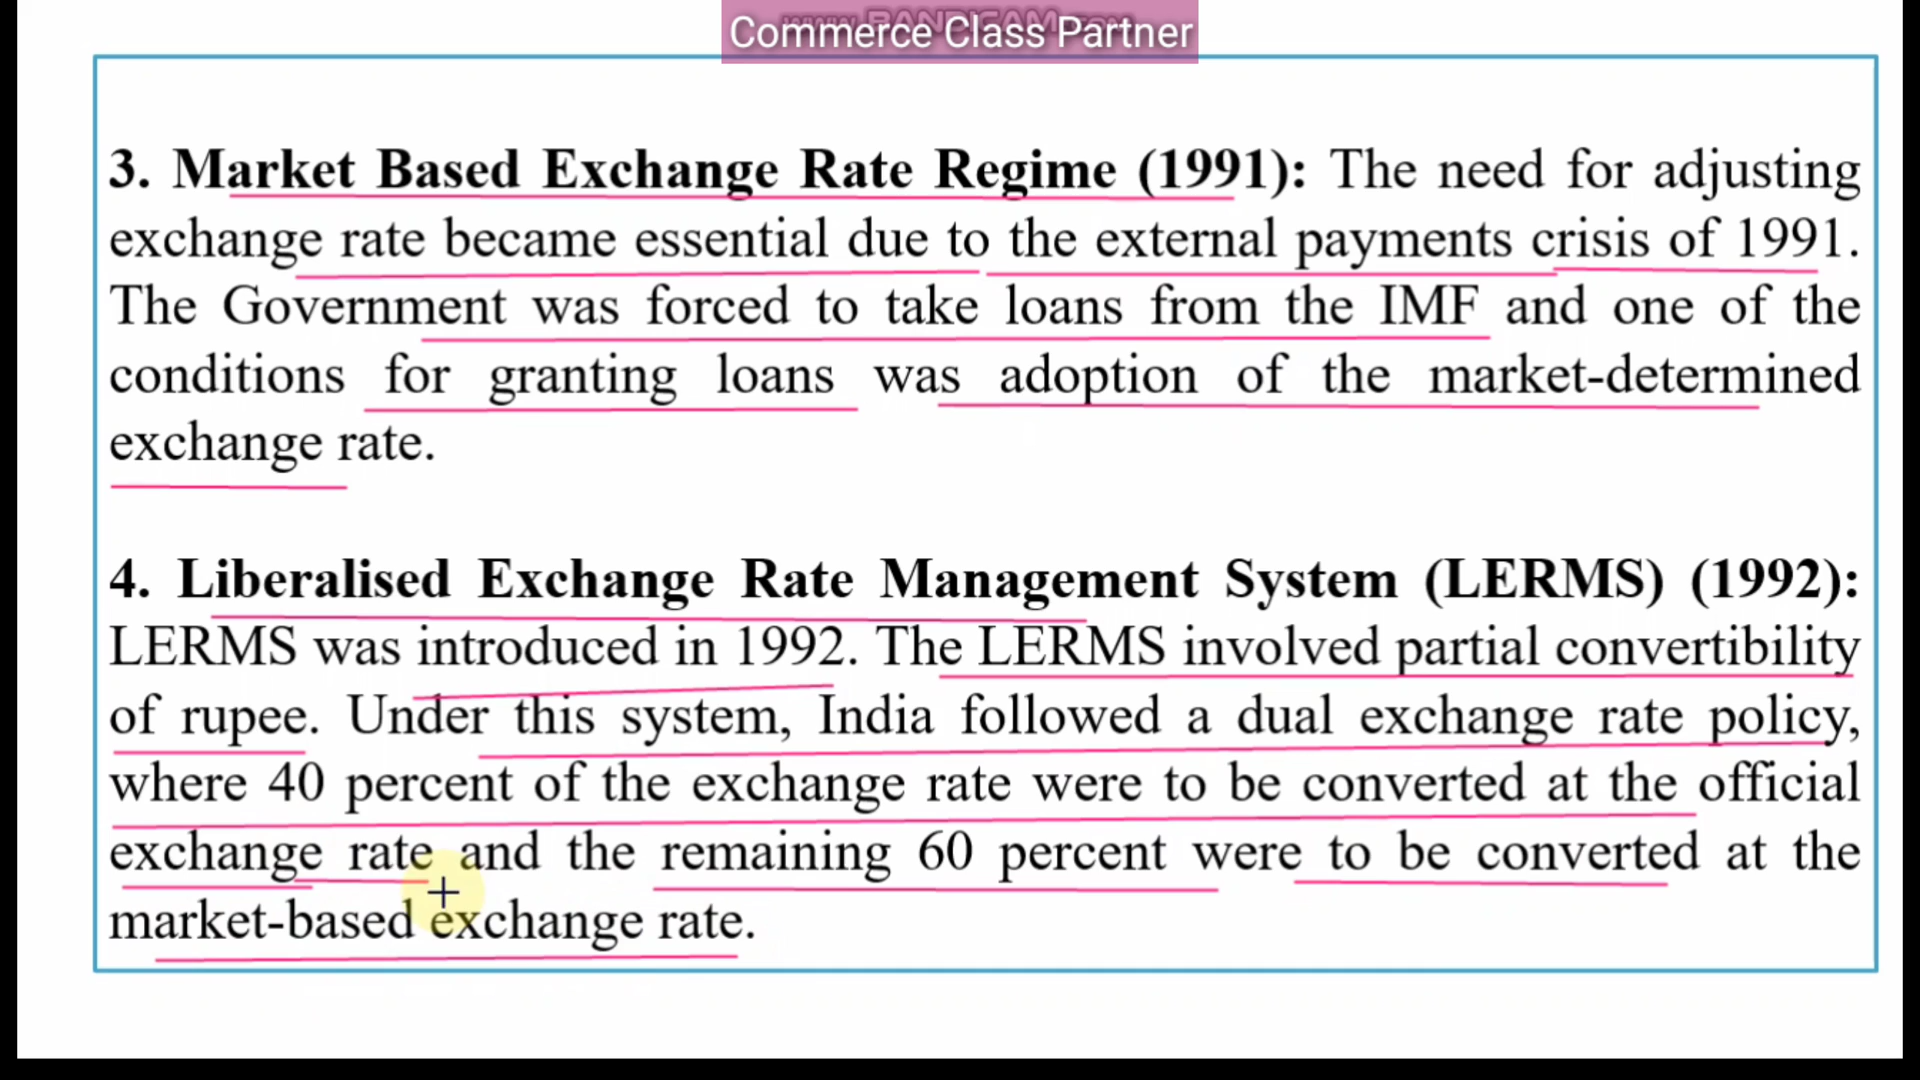 www.BANDICAM.com
Commerce Class Partner
3. Market Based Exchange Rate Regime (1991): The need for adjusting
exchange rate became essential due to the external payments crisis of 1991.
The Government was forced to take loans from the IMF and one of the
conditions for granting loans was adoption of the market-determined
exchange rate.
4. Liberalised Exchange Rate Management System (LERMS) (1992):
LERMS was introduced in 1992. The LERMS involved partial convertibility
of rupee. Under this system, India followed a dual exchange rate policy,
where 40 percent of the exchange rate were to be converted at the official
exchange rate and the remaining 60 percent were to be converted at the
market-based exchange rate.